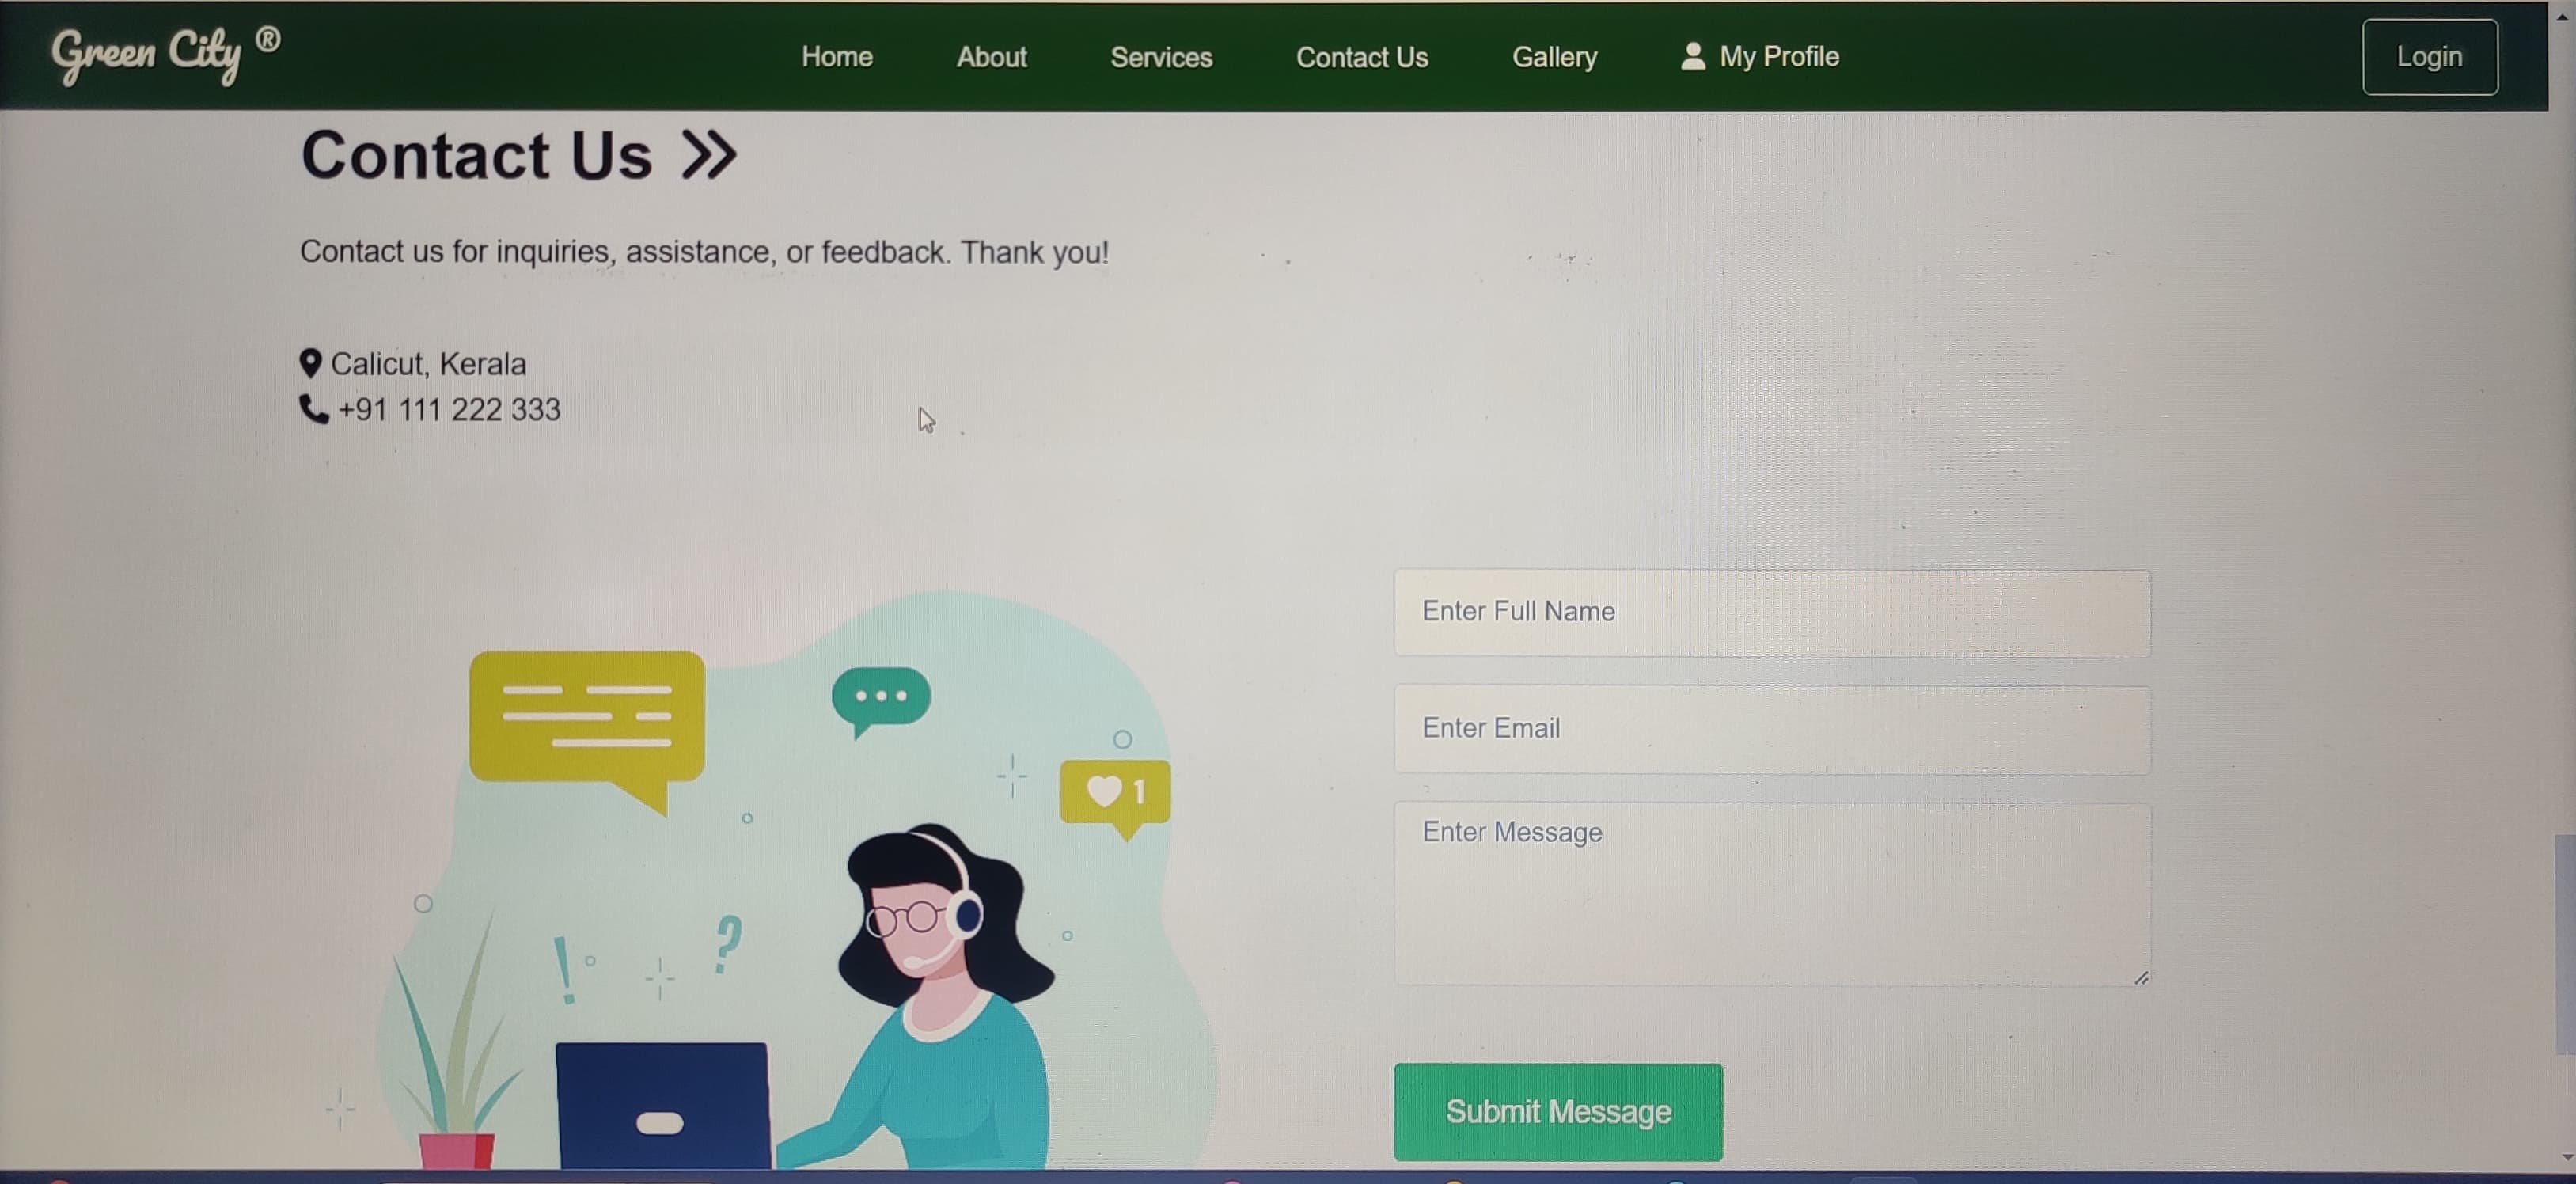 Green City ®
Home About Services Contact Us Gallery My Profile Login
Contact Us
Contact us for inquiries, assistance, or feedback. Thank you!
Calicut, Kerala
+91 111 222 333
Enter Full Name
Enter Email
1
Enter Message
! ?
Submit Message